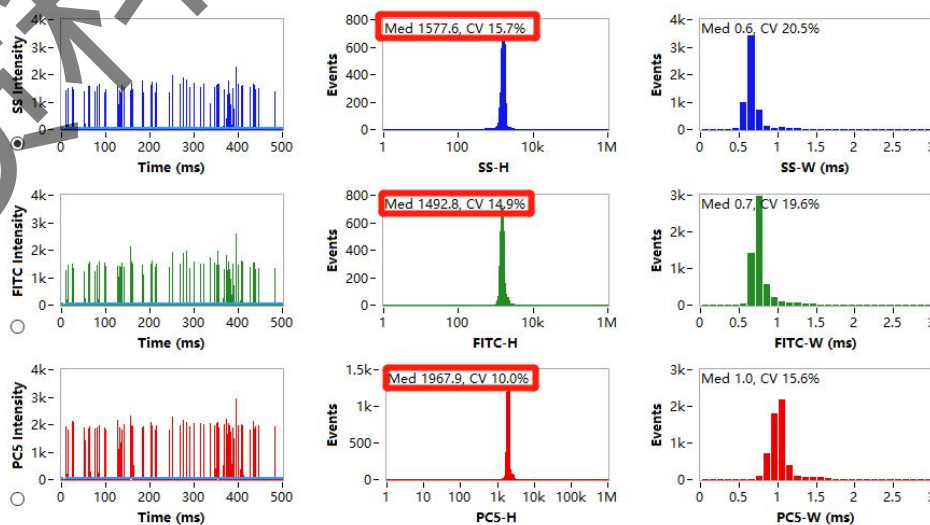 4k
3k
2k
1k
0
SS Intensity
0 100 200 300 400 500
Time (ms)
Med 1577.6, CV 15.7%
800
600
400
200
0
Events
1 100 10k 1M
SS-H
Med 0.6, CV 20.5%
4k
3k
2k
1k
0
Events
0 0.5 1 1.5 2 2.5 3
SS-W (ms)
4k
3k
2k
1k
0
FITC Intensity
0 100 200 300 400 500
Time (ms)
Med 1492.8, CV 14.9%
800
600
400
200
0
Events
1 100 10k 1M
FITC-H
Med 0.7, CV 19.6%
3k
2k
1k
0
Events
0 0.5 1 1.5 2 2.5 3
FITC-W (ms)
4k
3k
2k
1k
0
PC5 Intensity
0 100 200 300 400 500
Time (ms)
Med 1967.9, CV 10.0%
1.5k
1k
500
0
Events
1 10 100 1k 10k 100k 1M
PC5-H
Med 1.0, CV 15.6%
3k
2k
1k
0
Events
0 0.5 1 1.5 2 2.5 3
PC5-W (ms)